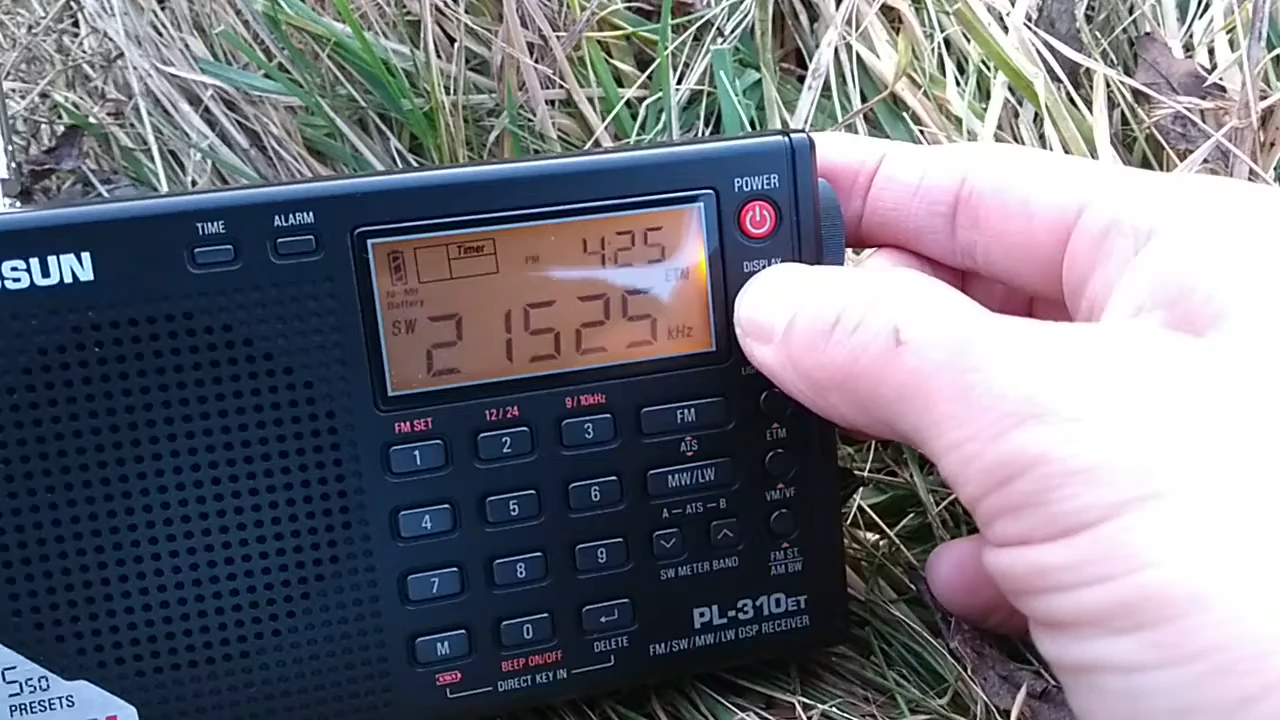 TIME
ALARM
POWER
SUN
Timer
PM
4:25
ETM
DISPLAY
Ni-MH
Battery
SW
21525
kHz
FM SET
12/24
9/10kHz
1
2
3
FM
ATS
ETM
4
5
6
MW/LW
A—ATS—B
VM/VF
7
8
9
SW METER BAND
FM ST.
AM BW
M
0
DELETE
BEEP ON/OFF
DIRECT KEY IN
PL-310ET
FM/SW/MW/LW DSP RECEIVER
550
PRESETS